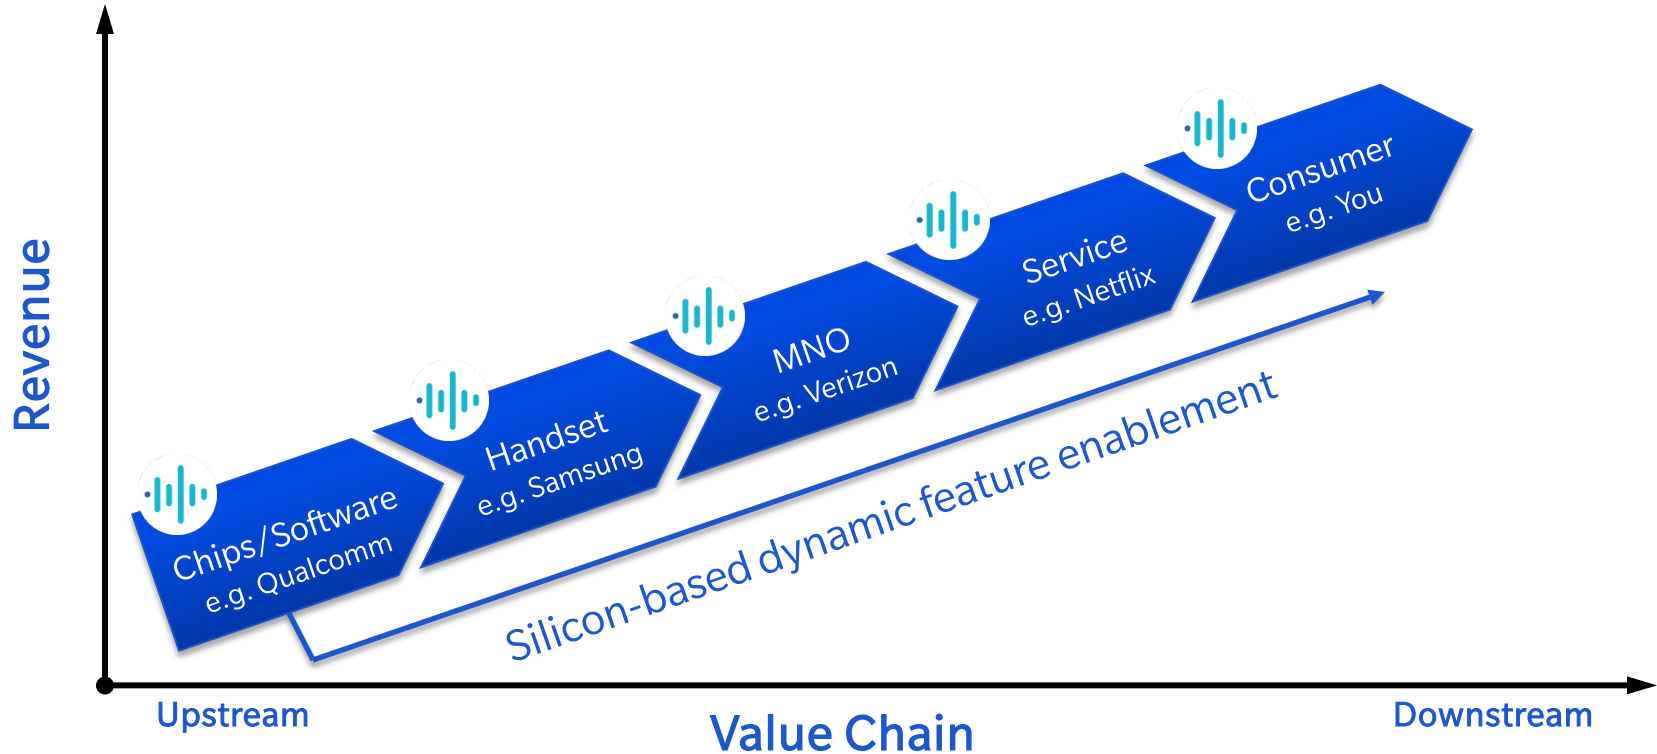 Revenue
Chips/Software
e.g. Qualcomm
Handset
e.g. Samsung
MNO
e.g. Verizon
Service
e.g. Netflix
Consumer
e.g. You
Silicon-based dynamic feature enablement
Upstream
Value Chain
Downstream